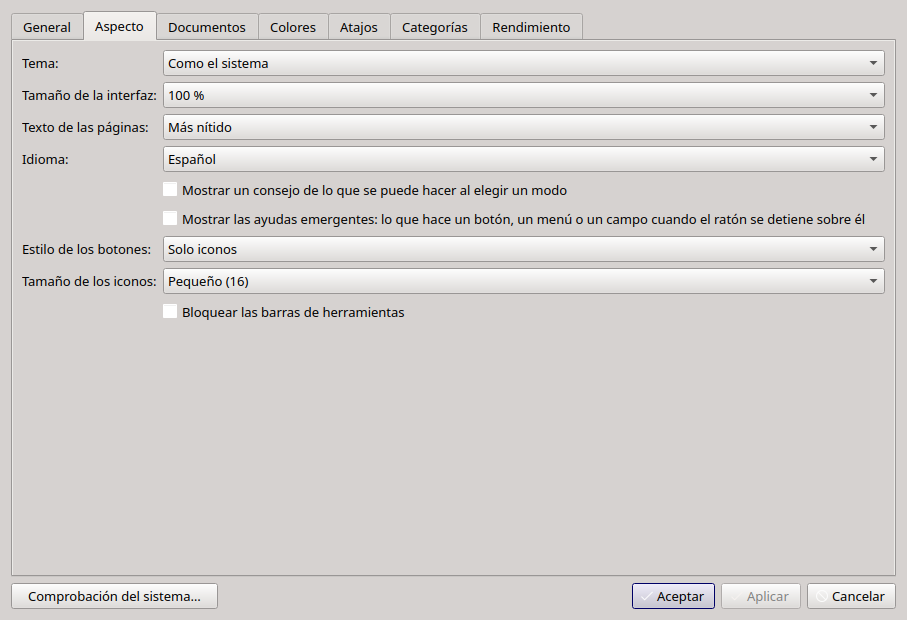 General Aspecto Documentos Colores Atajos Categorías Rendimiento
Tema: Como el sistema
Tamaño de la interfaz: 100 %
Texto de las páginas: Más nítido
Idioma: Español
Mostrar un consejo de lo que se puede hacer al elegir un modo
Mostrar las ayudas emergentes: lo que hace un botón, un menú o un campo cuando el ratón se detiene sobre él
Estilo de los botones: Solo iconos
Tamaño de los iconos: Pequeño (16)
Bloquear las barras de herramientas
Comprobación del sistema... Aceptar Aplicar Cancelar